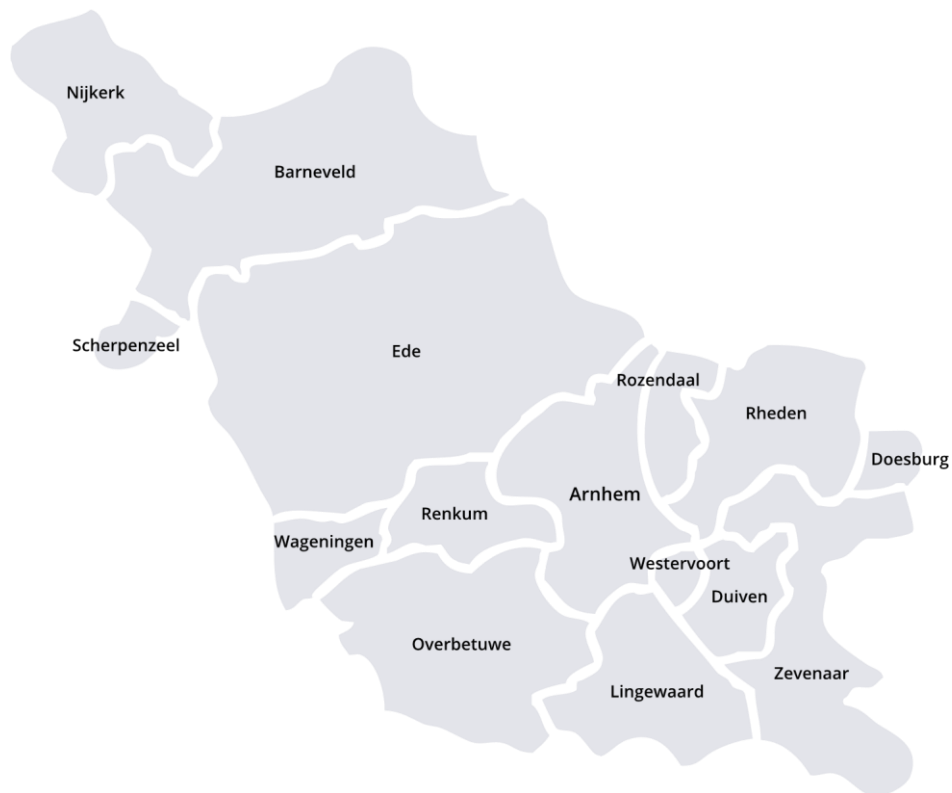 Nijkerk
Barneveld
Scherpenzeel
Ede
Rozendaal
Rheden
Doesburg
Arnhem
Renkum
Wageningen
Westervoort
Duiven
Overbetuwe
Zevenaar
Lingewaard